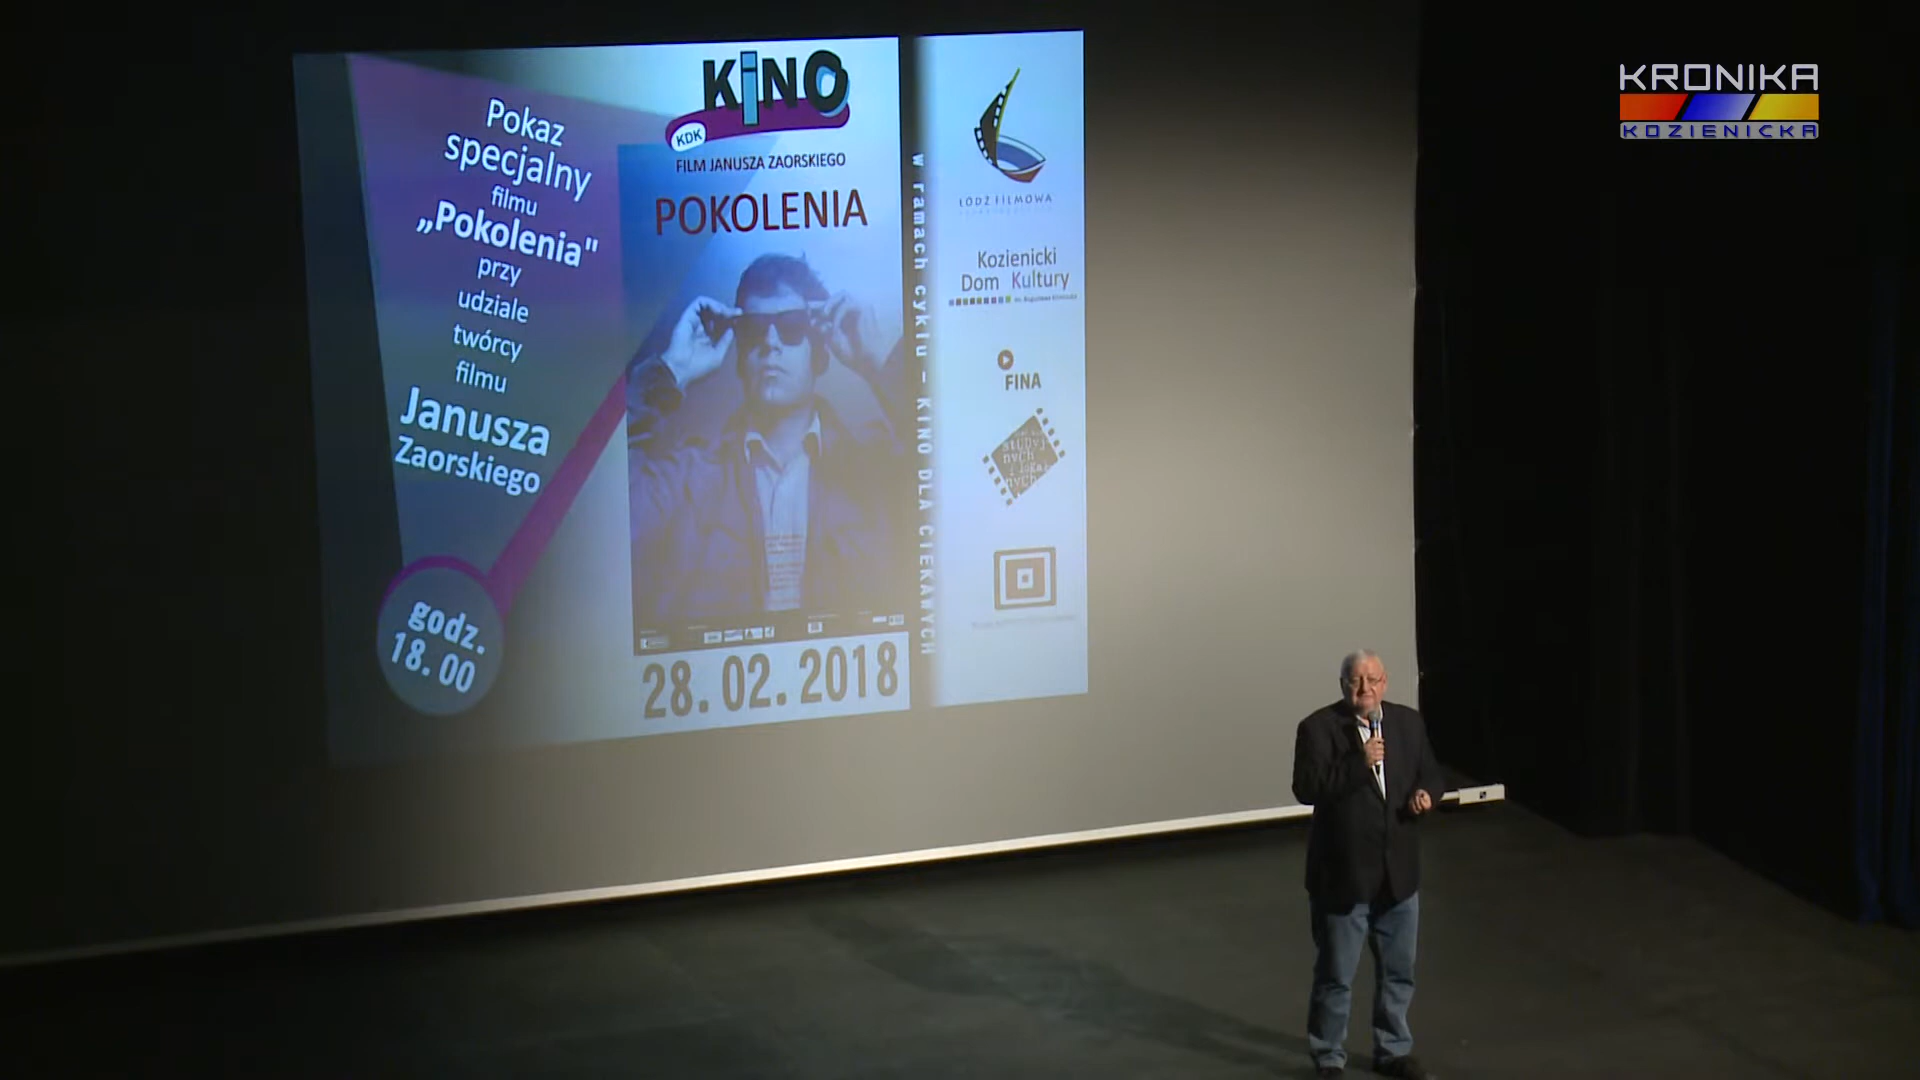 Pokaz
specjalny
filmu
„Pokolenia"
przy
udziale
twórcy
filmu
Janusza
Zaorskiego
godz.
18.00
KiNO
KDK
FILM JANUSZA ZAORSKIEGO
POKOLENIA
28.02.2018
w ramach cyklu – KINO DLA CIEKAWYCH
ŁÓDŹ FILMOWA
Kozienicki
Dom Kultury
FINA
KRONIKA
KOZIENICKA